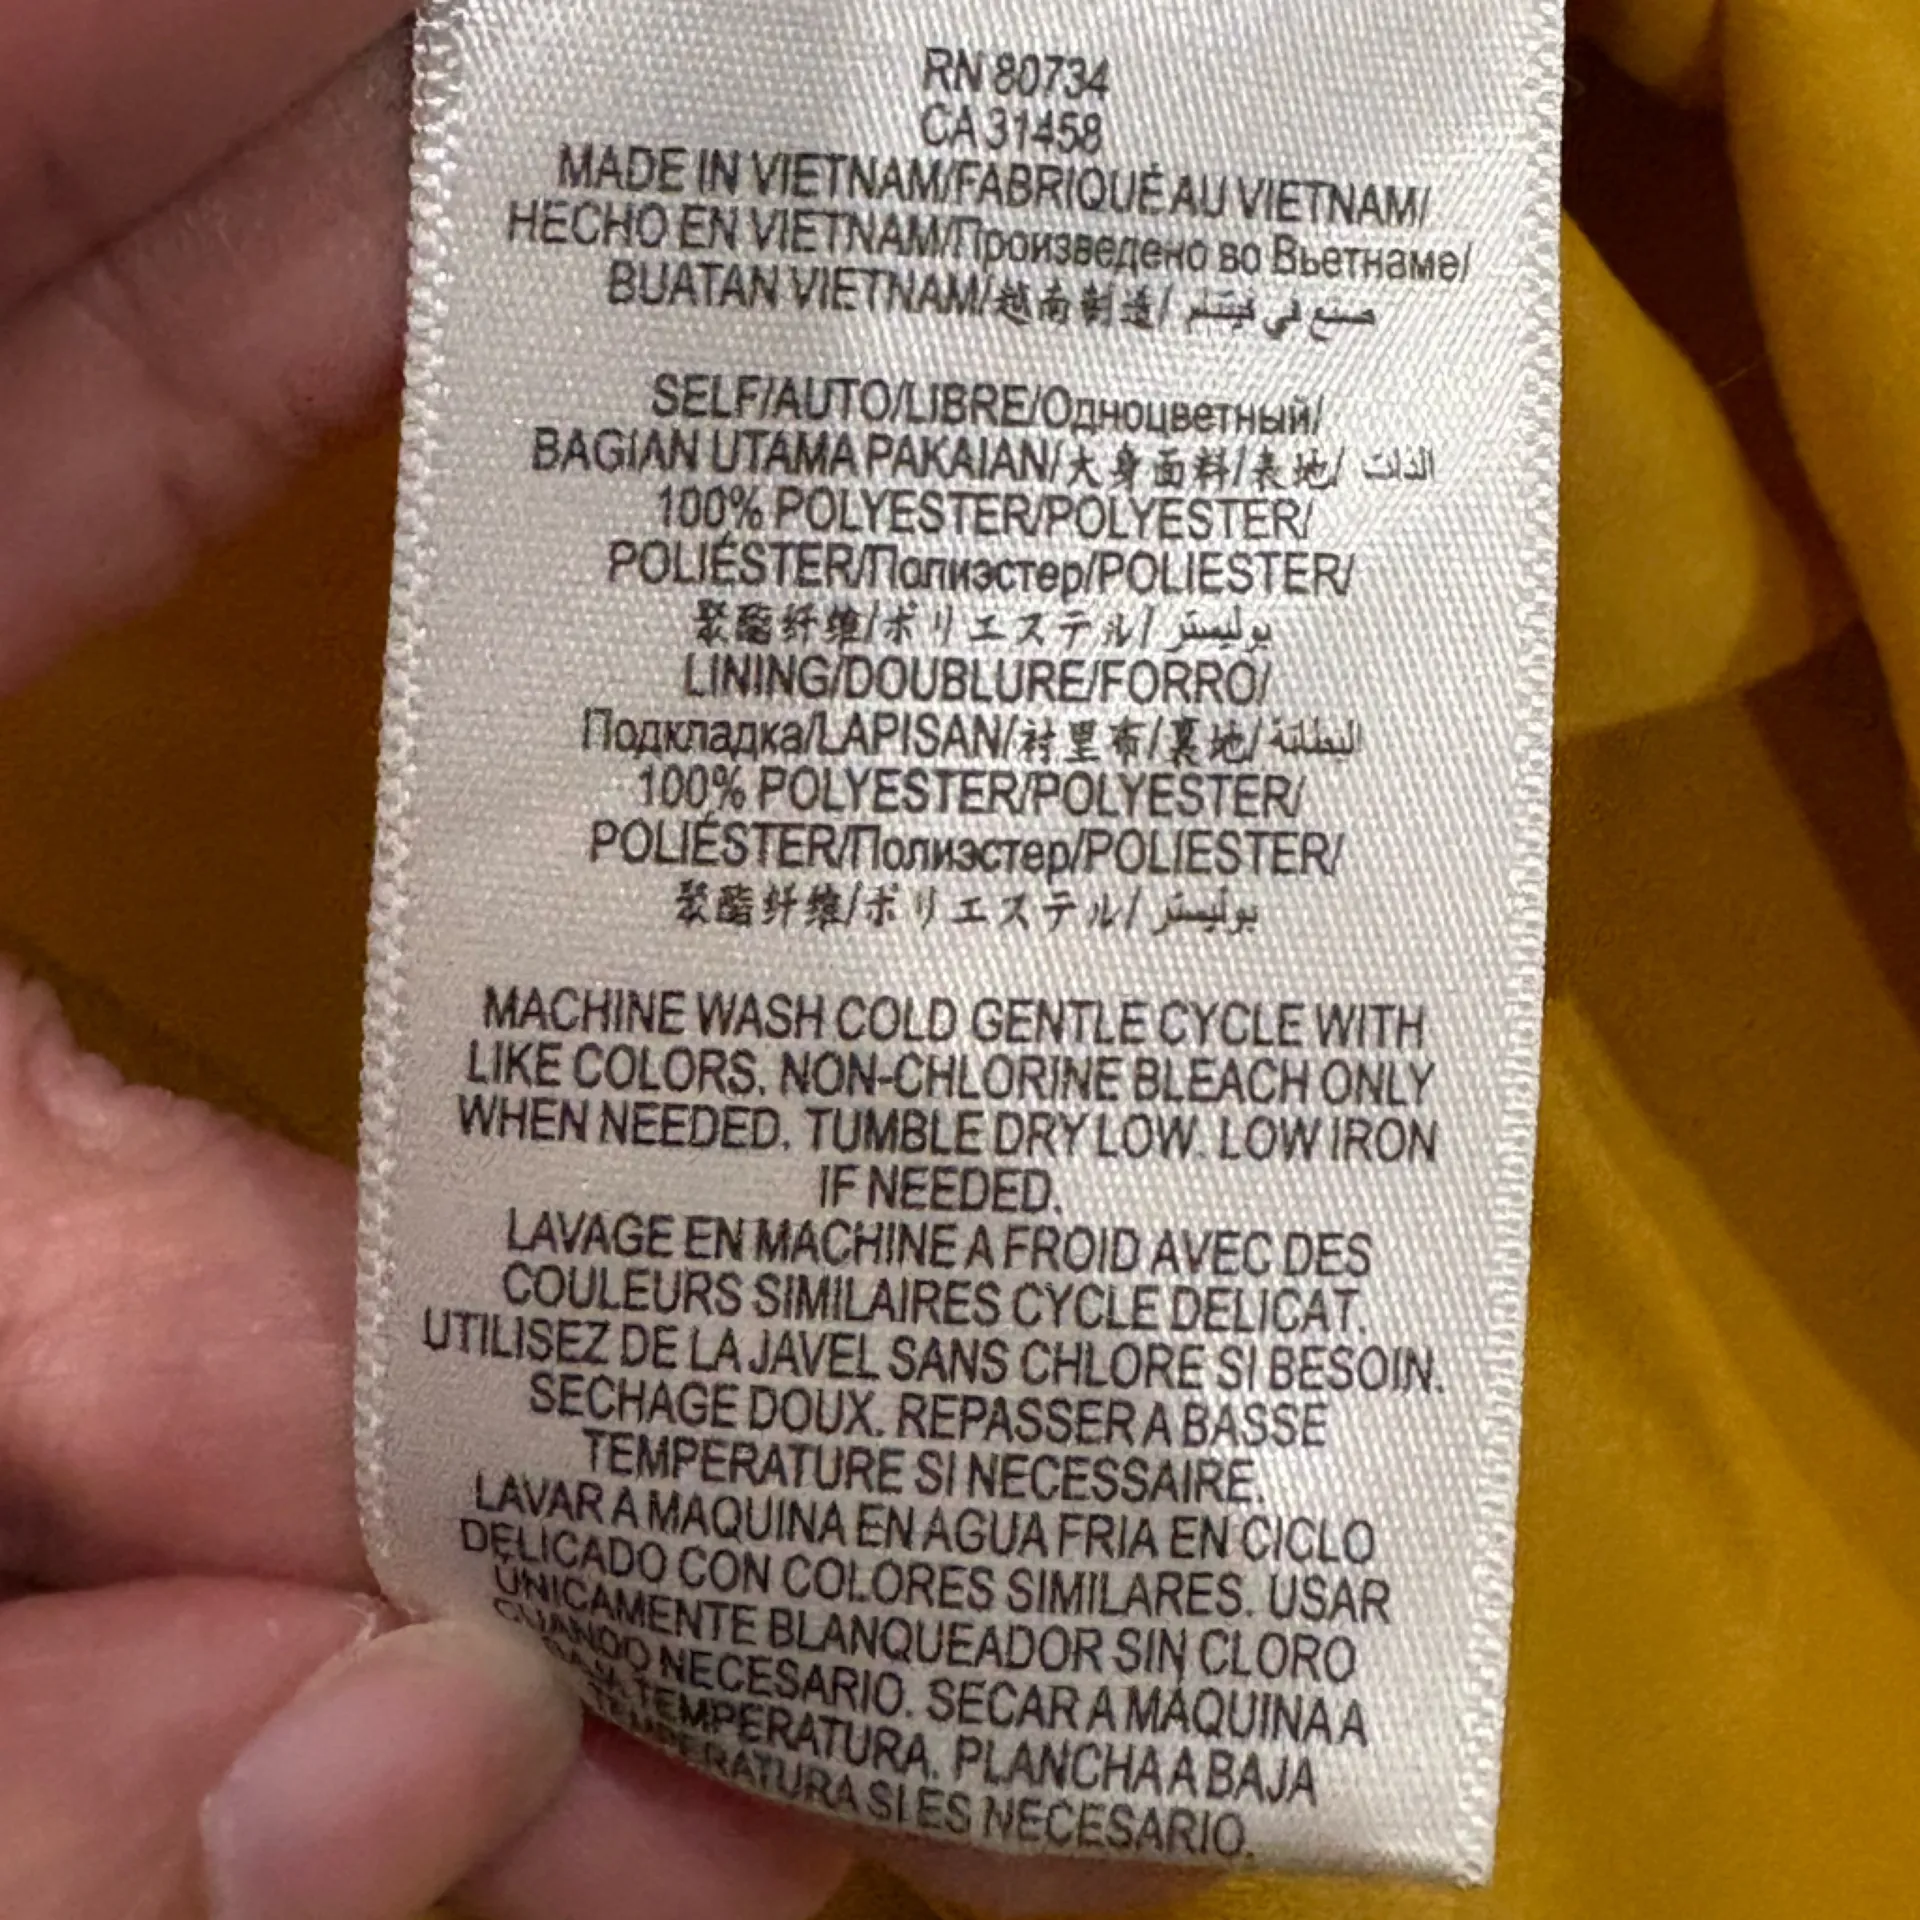 RN 80734
CA 31458
MADE IN VIETNAM/FABRIQUÉ AU VIETNAM/
HECHO EN VIETNAM/Произведено во Вьетнаме/
BUATAN VIETNAM/越南制造/ صنع في فيتنام
SELF/AUTO/LIBRE/Одноцветный/
BAGIAN UTAMA PAKAIAN/大身面料/表地/ الذات
100% POLYESTER/POLYESTER/
POLIÉSTER/Полиэстер/POLIESTER/
聚酯纤维/ポリエステル/ بوليستر
LINING/DOUBLURE/FORRO/
Подкладка/LAPISAN/衬里布/裏地/ البطانة
100% POLYESTER/POLYESTER/
POLIÉSTER/Полиэстер/POLIESTER/
聚酯纤维/ポリエステル/ بوليستر
MACHINE WASH COLD GENTLE CYCLE WITH
LIKE COLORS. NON-CHLORINE BLEACH ONLY
WHEN NEEDED. TUMBLE DRY LOW. LOW IRON
IF NEEDED.
LAVAGE EN MACHINE A FROID AVEC DES
COULEURS SIMILAIRES CYCLE DELICAT.
UTILISEZ DE LA JAVEL SANS CHLORE SI BESOIN.
SECHAGE DOUX. REPASSER A BASSE
TEMPERATURE SI NECESSAIRE.
LAVAR A MAQUINA EN AGUA FRIA EN CICLO
DELICADO CON COLORES SIMILARES. USAR
UNICAMENTE BLANQUEADOR SIN CLORO
CUANDO NECESARIO. SECAR A MAQUINA A
BAJA TEMPERATURA. PLANCHA A BAJA
TEMPERATURA SI ES NECESARIO.